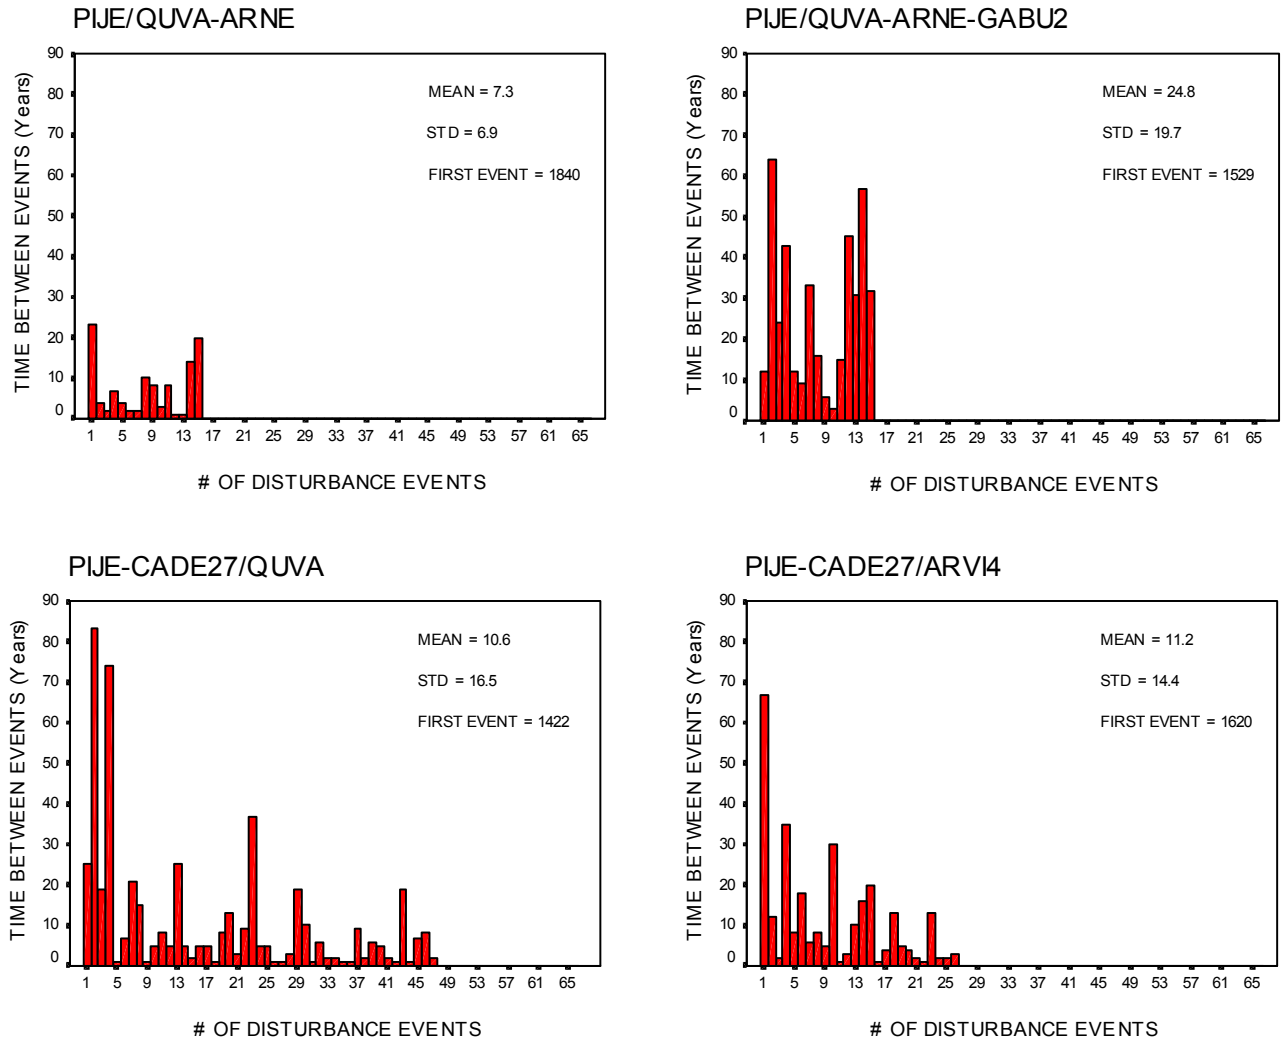 PIJE/QUVA-ARNE
TIME BETWEEN EVENTS (Years)
90
80
70
60
50
40
30
20
10
0
MEAN = 7.3
STD = 6.9
FIRST EVENT = 1840
1 5 9 13 17 21 25 29 33 37 41 45 49 53 57 61 65
# OF DISTURBANCE EVENTS
PIJE/QUVA-ARNE-GABU2
TIME BETWEEN EVENTS (Years)
90
80
70
60
50
40
30
20
10
0
MEAN = 24.8
STD = 19.7
FIRST EVENT = 1529
1 5 9 13 17 21 25 29 33 37 41 45 49 53 57 61 65
# OF DISTURBANCE EVENTS
PIJE-CADE27/QUVA
TIME BETWEEN EVENTS (Years)
90
80
70
60
50
40
30
20
10
0
MEAN = 10.6
STD = 16.5
FIRST EVENT = 1422
1 5 9 13 17 21 25 29 33 37 41 45 49 53 57 61 65
# OF DISTURBANCE EVENTS
PIJE-CADE27/ARVI4
TIME BETWEEN EVENTS (Years)
90
80
70
60
50
40
30
20
10
0
MEAN = 11.2
STD = 14.4
FIRST EVENT = 1620
1 5 9 13 17 21 25 29 33 37 41 45 49 53 57 61 65
# OF DISTURBANCE EVENTS